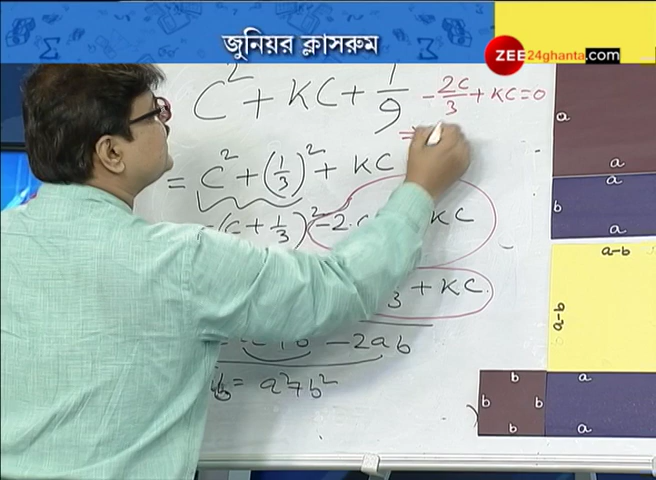 জুনিয়র ক্লাসরুম
ZEE24ghanta.com
C² + KC + 1/9
- 2C/3 + KC = 0
= C² + (1/3)² + KC
(C + 1/3)² - 2.C KC
3 + KC.
- 2ab
= a² + b²
a
a
a
b
a
a-b
a-b
b
a
b
b
b
a